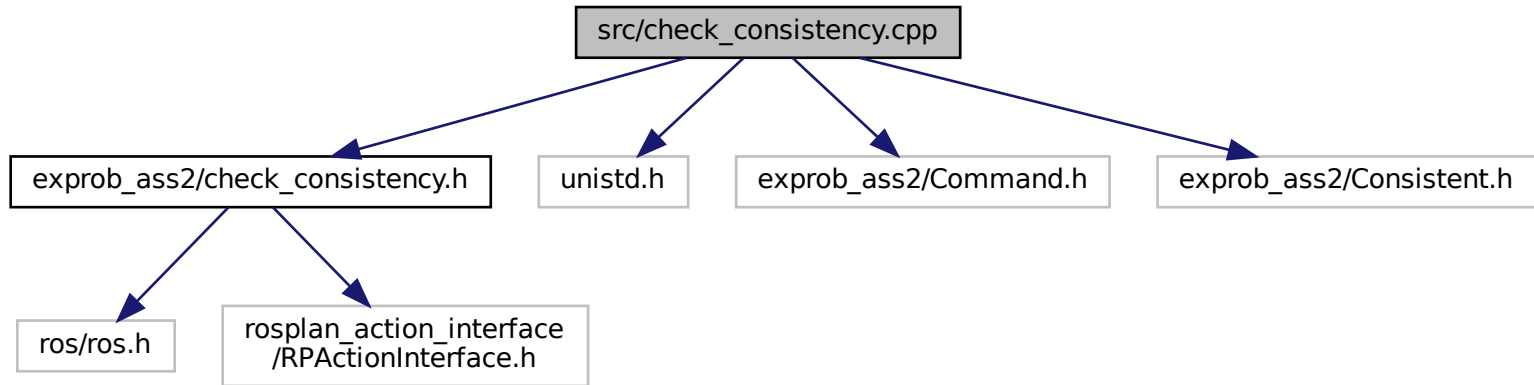 src/check_consistency.cpp
exprob_ass2/check_consistency.h
unistd.h
exprob_ass2/Command.h
exprob_ass2/Consistent.h
ros/ros.h
rosplan_action_interface
/RPActionInterface.h